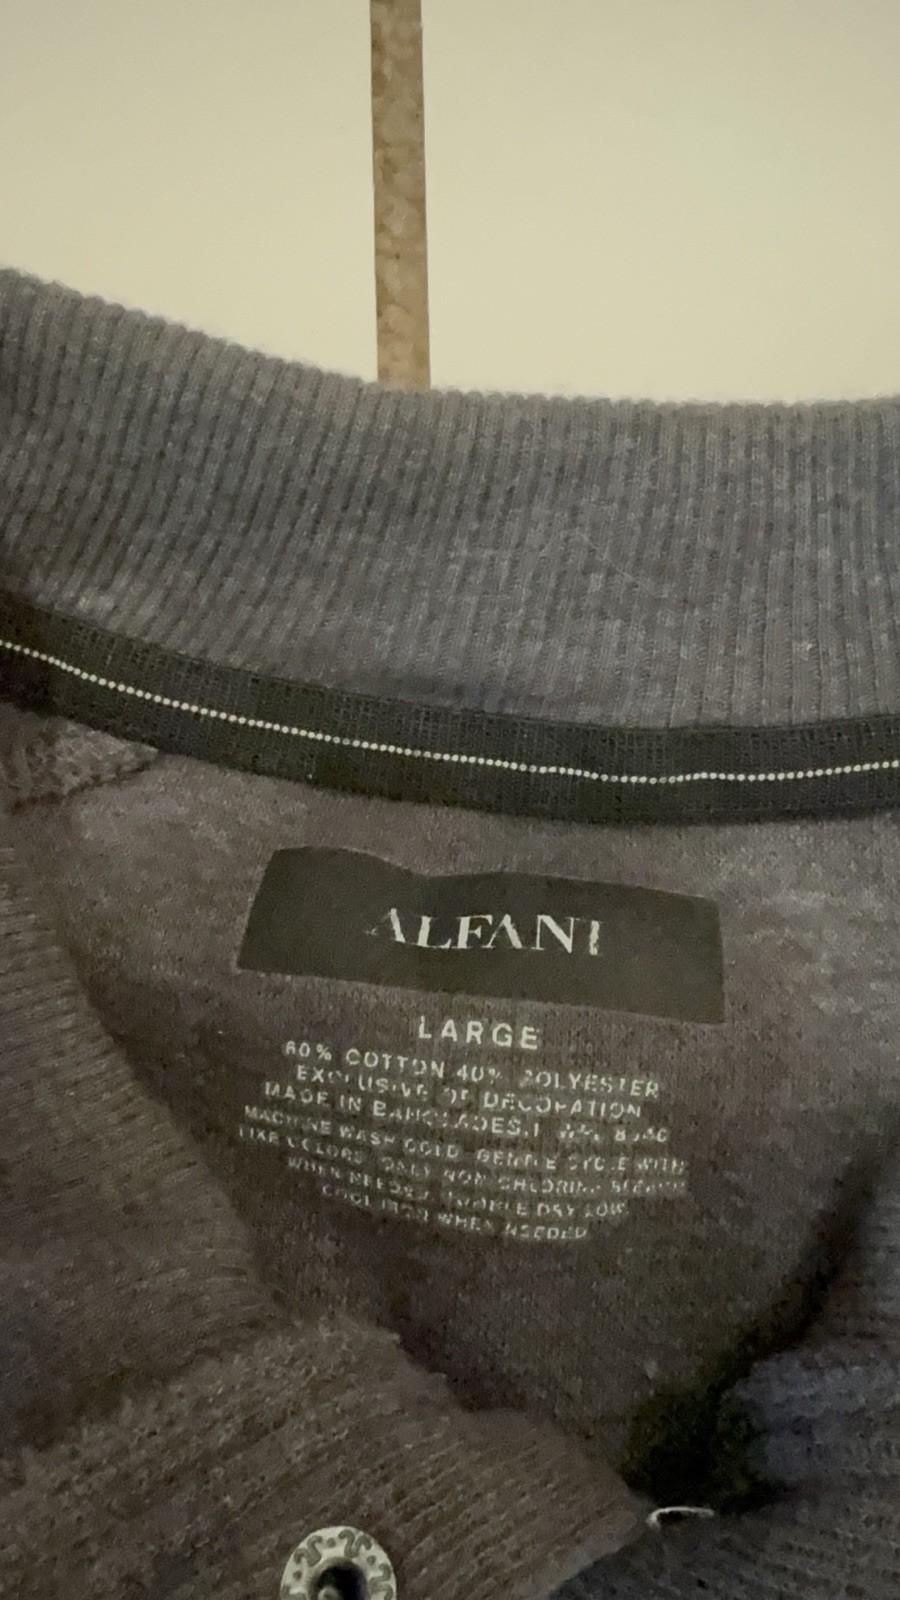 ALFANI
LARGE
60% COTTON 40% POLYESTER
EXCLUSIVE OF DECORATION
MADE IN BANGLADESH
MACHINE WASH COLD GENTLE CYCLE WITH
LIKE COLORS ONLY NON CHLORINE BLEACH
WHEN NEEDED TUMBLE DRY LOW
COOL IRON WHEN NEEDED